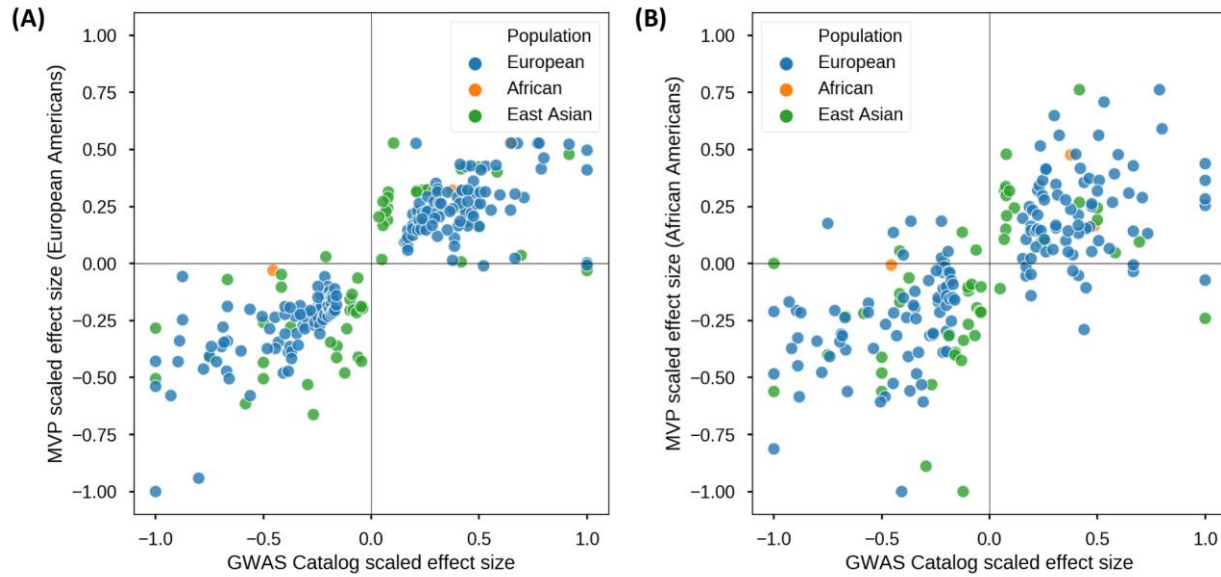 (A)
MVP scaled effect size (European Americans)
1.00
0.75
0.50
0.25
0.00
−0.25
−0.50
−0.75
−1.00
Population
European
African
East Asian
−1.0
−0.5
0.0
0.5
1.0
GWAS Catalog scaled effect size
(B)
MVP scaled effect size (African Americans)
1.00
0.75
0.50
0.25
0.00
−0.25
−0.50
−0.75
−1.00
Population
European
African
East Asian
−1.0
−0.5
0.0
0.5
1.0
GWAS Catalog scaled effect size